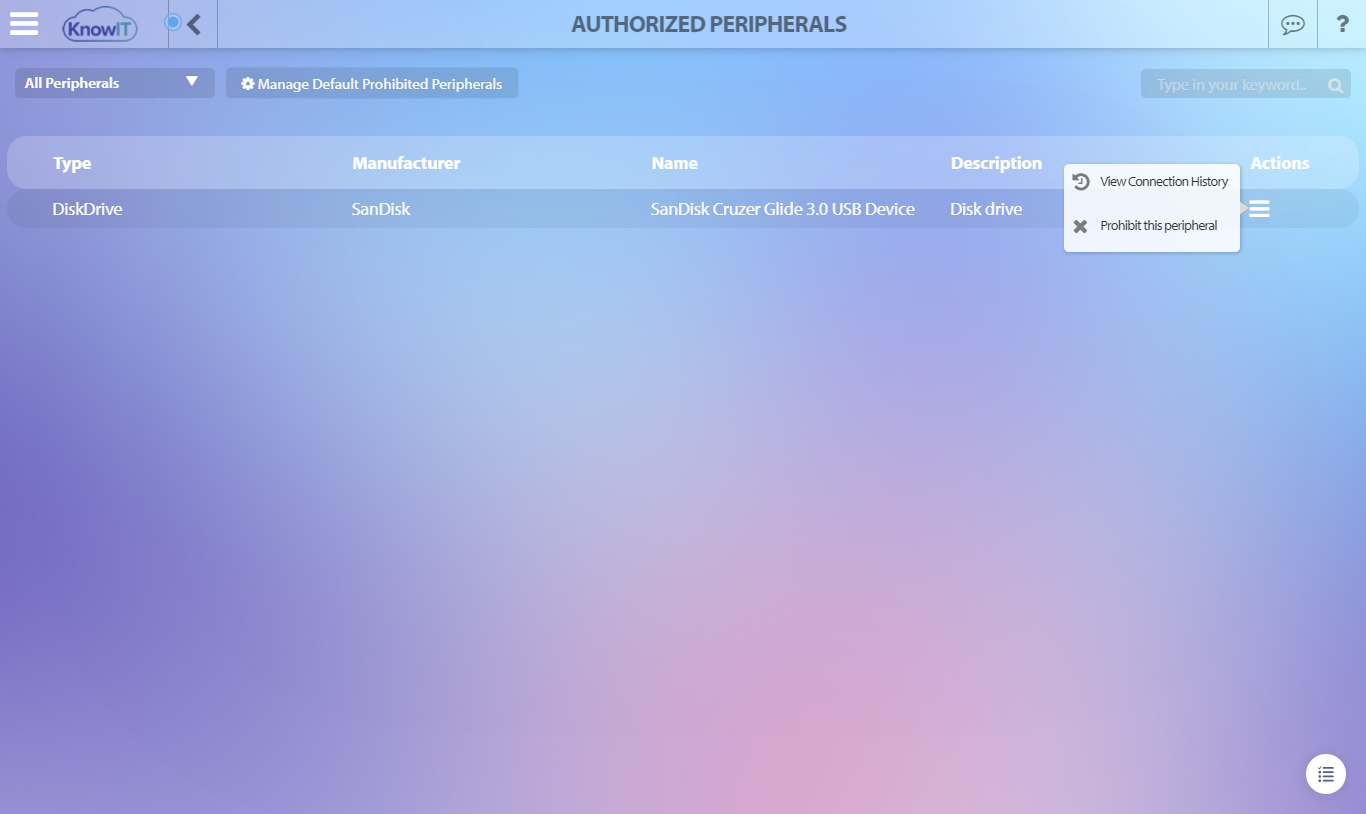 KnowIT
AUTHORIZED PERIPHERALS
?
All Peripherals
Manage Default Prohibited Peripherals
Type in your keyword..
Type Manufacturer Name Description Actions
DiskDrive SanDisk SanDisk Cruzer Glide 3.0 USB Device Disk drive
View Connection History
Prohibit this peripheral